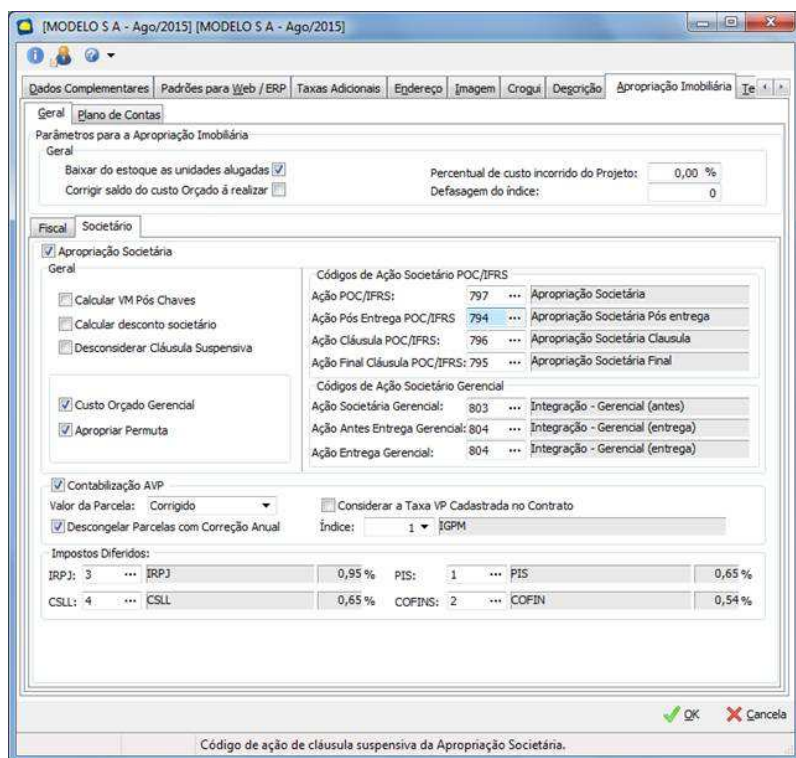 [MODELO S A - Ago/2015] [MODELO S A - Ago/2015]
Dados Complementares Padrões para Web / ERP Taxas Adicionais Endereço Imagem Crogui Descrição Apropriação Imobiliária Te
Geral Plano de Contas
Parâmetros para a Apropriação Imobiliária
Geral
Baixar do estoque as unidades alugadas Percentual de custo incorrido do Projeto: 0,00 %
Corrigir saldo do custo Orçado á realizar Defasagem do índice: 0
Fiscal Societário
Apropriação Societária
Geral
Calcular VM Pós Chaves
Calcular desconto societário
Desconsiderar Cláusula Suspensiva
Custo Orçado Gerencial
Apropriar Permuta
Códigos de Ação Societário POC/IFRS
Ação POC/IFRS: 797 ... Apropriação Societária
Ação Pós Entrega POC/IFRS 794 ... Apropriação Societária Pós entrega
Ação Cláusula POC/IFRS: 796 ... Apropriação Societária Clausula
Ação Final Cláusula POC/IFRS: 795 ... Apropriação Societária Final
Códigos de Ação Societário Gerencial
Ação Societária Gerencial: 803 ... Integração - Gerencial (antes)
Ação Antes Entrega Gerencial: 804 ... Integração - Gerencial (entrega)
Ação Entrega Gerencial: 804 ... Integração - Gerencial (entrega)
Contabilização AVP
Valor da Parcela: Corrigido Considerar a Taxa VP Cadastrada no Contrato
Descongelar Parcelas com Correção Anual Índice: 1 IGPM
Impostos Diferidos:
IRPJ: 3 ... IRPJ 0,95 % PIS: 1 ... PIS 0,65 %
CSLL: 4 ... CSLL 0,65 % COFINS: 2 ... COFIN 0,54 %
OK Cancela
Código de ação de cláusula suspensiva da Apropriação Societária.